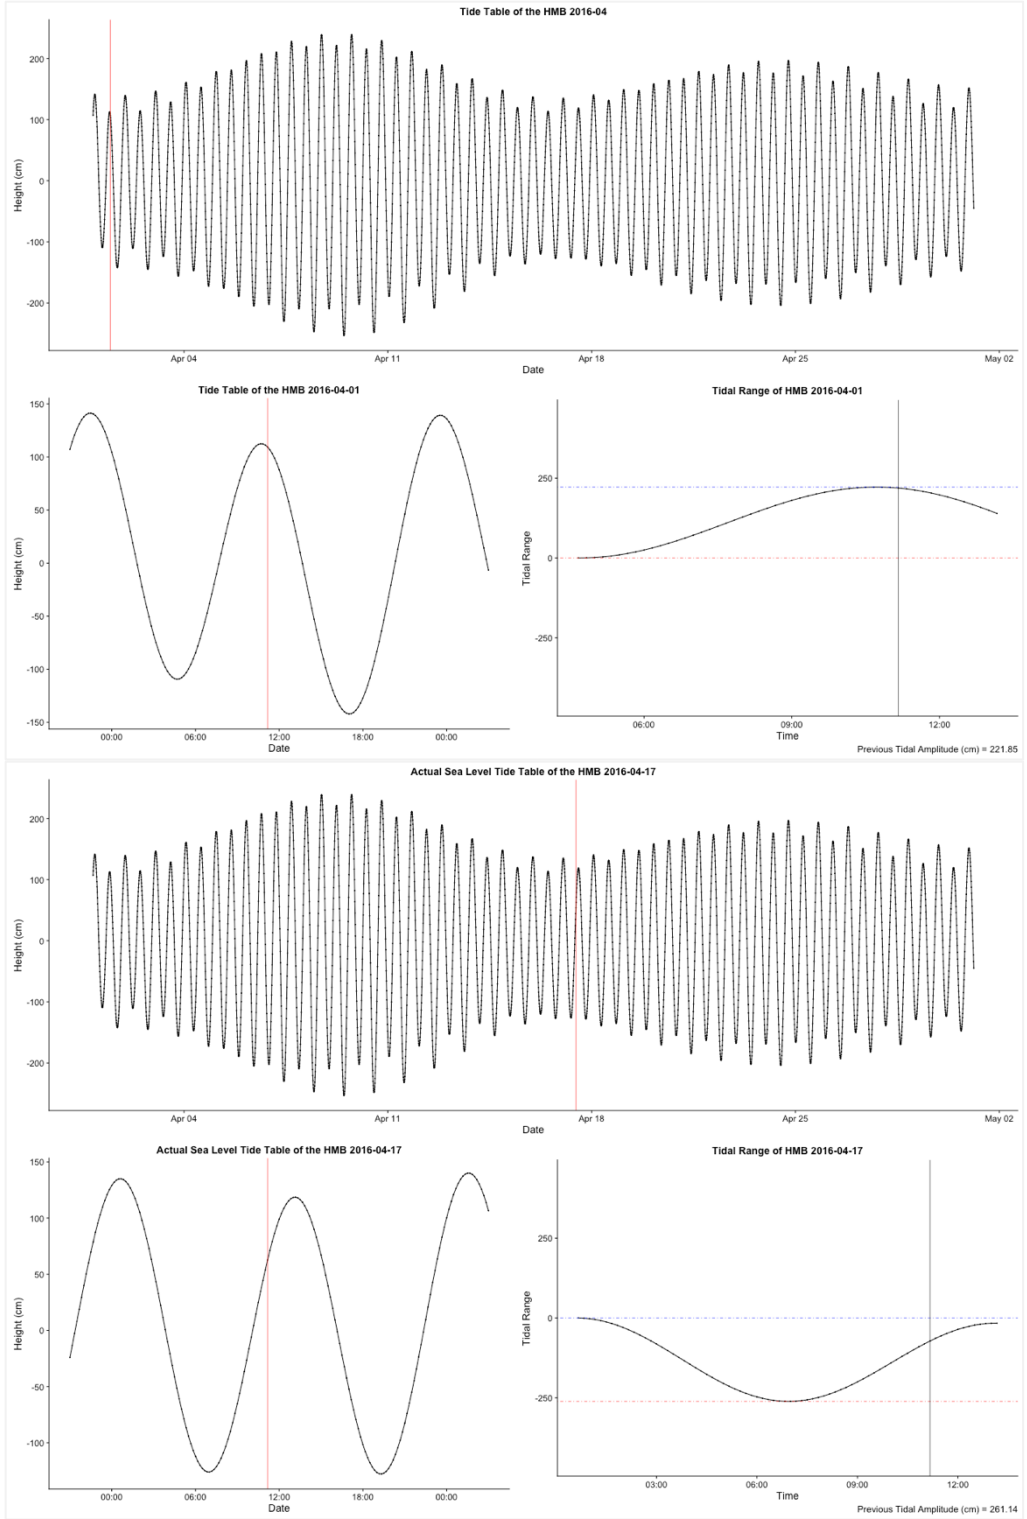 Tide Table of the HMB 2016-04
Height (cm)
200
100
0
-100
-200
Apr 04 Apr 11 Apr 18 Apr 25 May 02
Date
Tide Table of the HMB 2016-04-01
Height (cm)
150
100
50
0
-50
-100
-150
00:00 06:00 12:00 18:00 00:00
Date
Tidal Range of HMB 2016-04-01
Tidal Range
250
0
-250
06:00 09:00 12:00
Time
Previous Tidal Amplitude (cm) = 221.85
Actual Sea Level Tide Table of the HMB 2016-04-17
Height (cm)
200
100
0
-100
-200
Apr 04 Apr 11 Apr 18 Apr 25 May 02
Date
Actual Sea Level Tide Table of the HMB 2016-04-17
Height (cm)
150
100
50
0
-50
-100
00:00 06:00 12:00 18:00 00:00
Date
Tidal Range of HMB 2016-04-17
Tidal Range
250
0
-250
03:00 06:00 09:00 12:00
Time
Previous Tidal Amplitude (cm) = 261.14